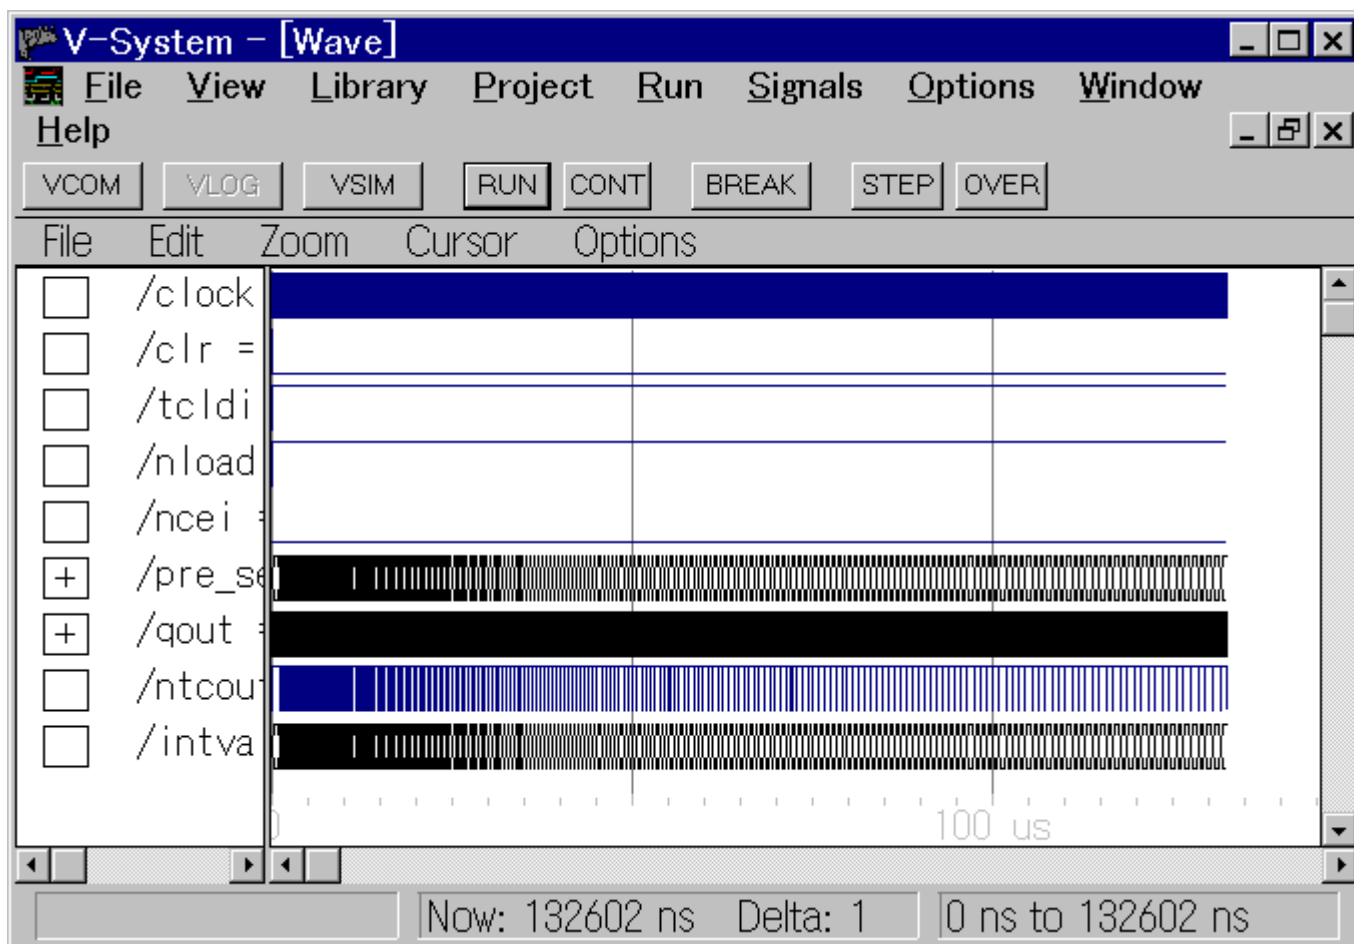 V-System - [Wave]
File View Library Project Run Signals Options Window
Help
VCOM VLOG VSIM RUN CONT BREAK STEP OVER
File Edit Zoom Cursor Options
/clock
/clr =
/tcldi
/nload
/ncei =
+ /pre_se
+ /qout =
/ntcout
/intva
0 100 us
Now: 132602 ns Delta: 1 0 ns to 132602 ns